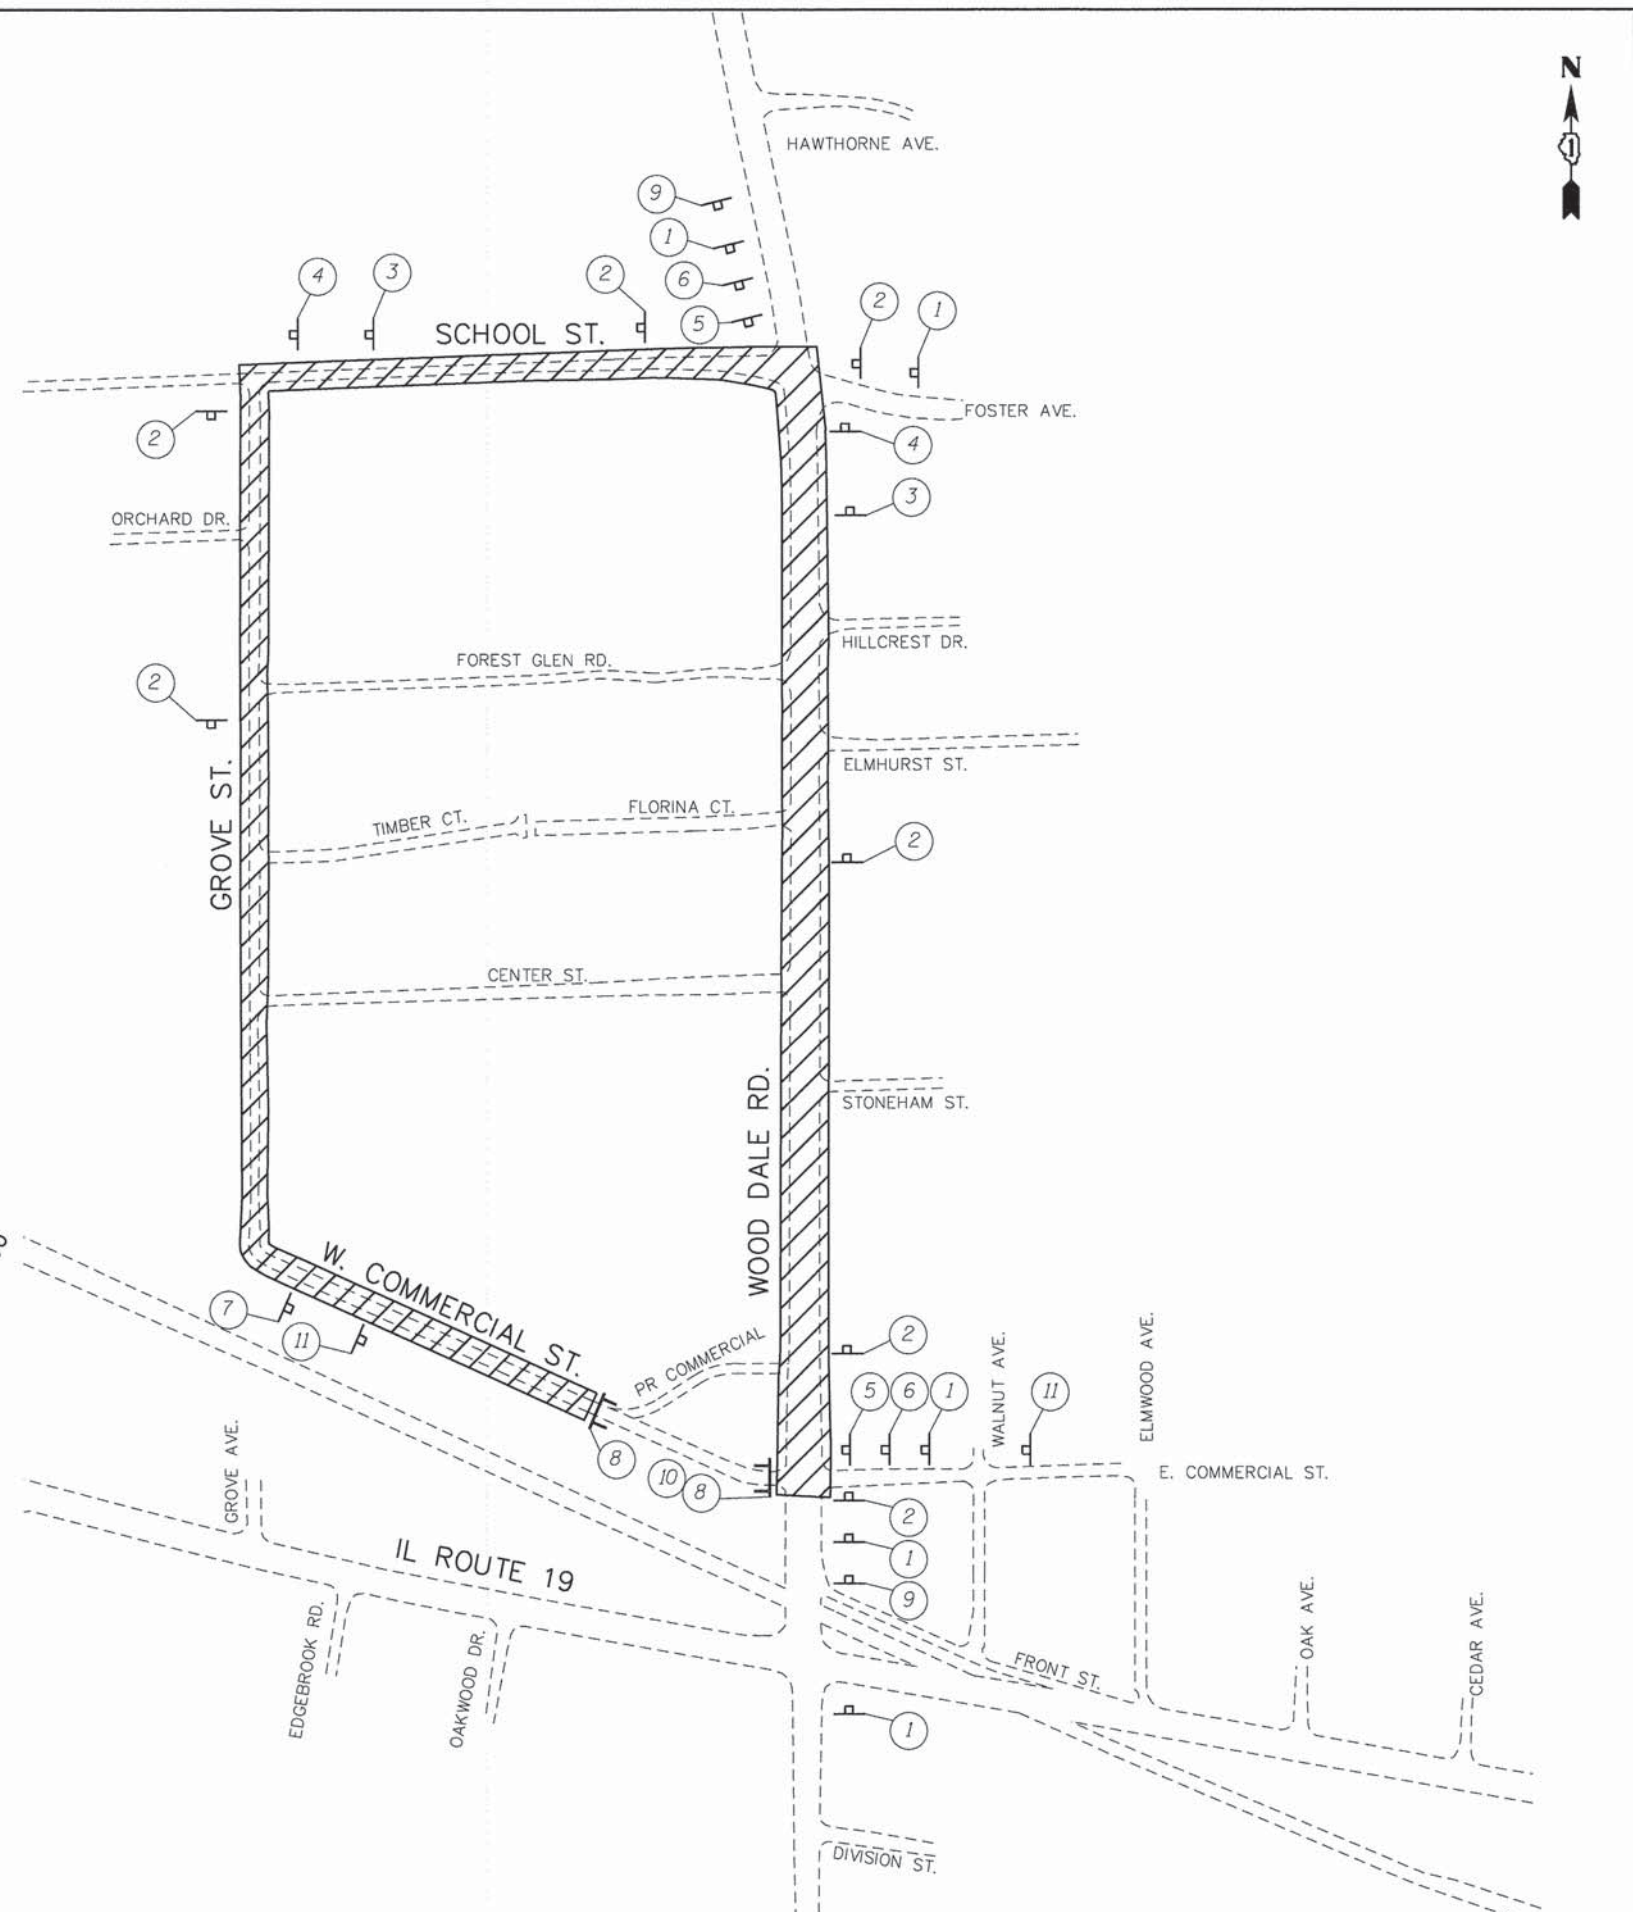 N
1
HAWTHORNE AVE.
9
1
6
5
4
3
2
SCHOOL ST.
2
1
FOSTER AVE.
2
4
3
ORCHARD DR.
HILLCREST DR.
FOREST GLEN RD.
2
ELMHURST ST.
GROVE ST.
TIMBER CT.
FLORINA CT.
2
CENTER ST.
STONEHAM ST.
WOOD DALE RD.
W. COMMERCIAL ST.
7
11
PR COMMERCIAL
2
5
6
1
WALNUT AVE.
11
ELMWOOD AVE.
8
10
8
E. COMMERCIAL ST.
GROVE AVE.
2
1
9
IL ROUTE 19
EDGEBROOK RD.
OAKWOOD DR.
FRONT ST.
OAK AVE.
CEDAR AVE.
1
DIVISION ST.